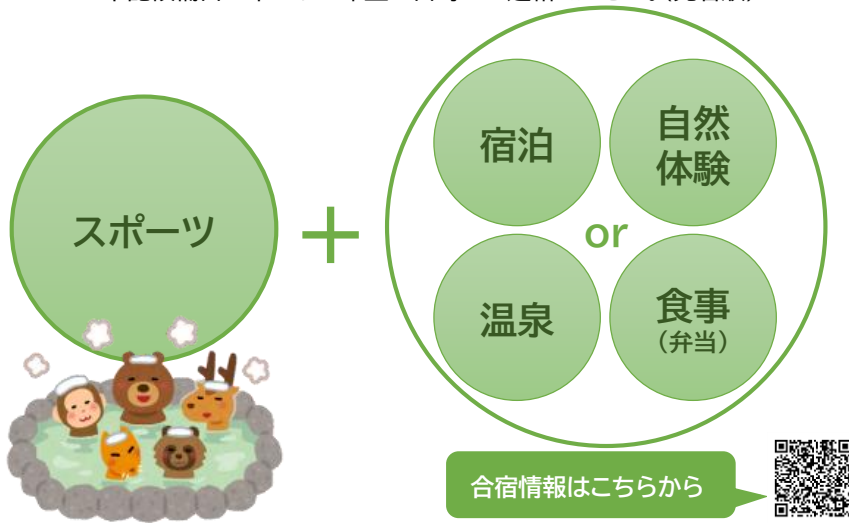 スポーツ
＋
宿泊
自然
体験
or
温泉
食事
（弁当）
合宿情報はこちらから